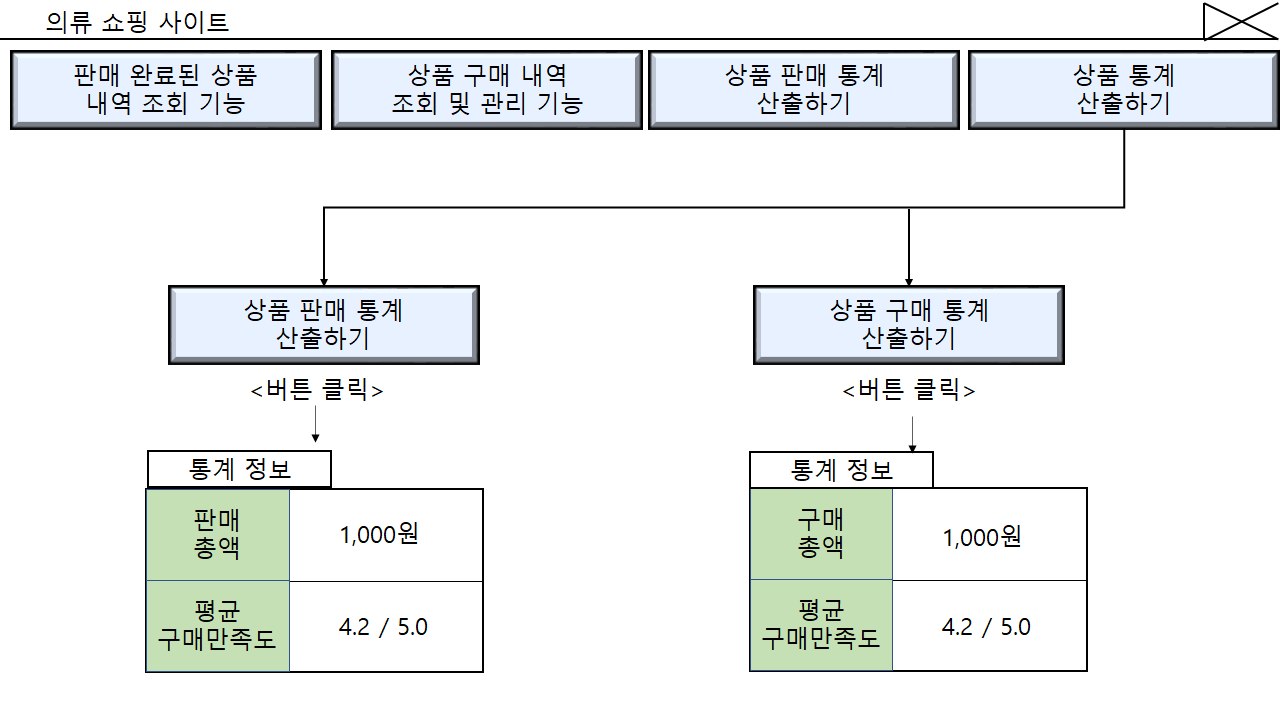 의류 쇼핑 사이트
판매 완료된 상품
내역 조회 기능
상품 구매 내역
조회 및 관리 기능
상품 판매 통계
산출하기
상품 통계
산출하기
상품 판매 통계
산출하기
상품 구매 통계
산출하기
<버튼 클릭>
<버튼 클릭>
통계 정보
판매
총액
1,000원
평균
구매만족도
4.2 / 5.0
통계 정보
구매
총액
1,000원
평균
구매만족도
4.2 / 5.0